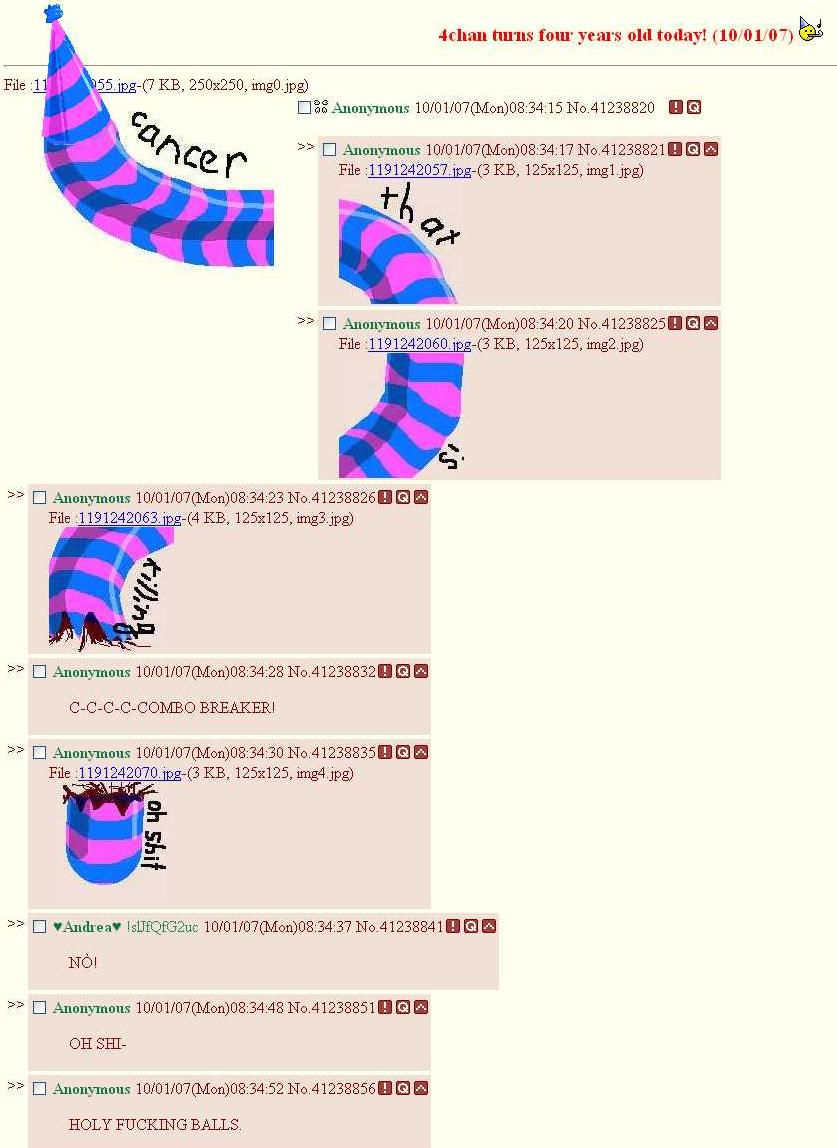 4chan turns four years old today! (10/01/07)
File :11 055.jpg-(7 KB, 250x250, img0.jpg)
cancer
Anonymous 10/01/07(Mon)08:34:15 No.41238820
>> Anonymous 10/01/07(Mon)08:34:17 No.41238821
File :1191242057.jpg-(3 KB, 125x125, img1.jpg)
that
>> Anonymous 10/01/07(Mon)08:34:20 No.41238825
File :1191242060.jpg-(3 KB, 125x125, img2.jpg)
is
>> Anonymous 10/01/07(Mon)08:34:23 No.41238826
File :1191242063.jpg-(4 KB, 125x125, img3.jpg)
killing
>> Anonymous 10/01/07(Mon)08:34:28 No.41238832
C-C-C-C-COMBO BREAKER!
>> Anonymous 10/01/07(Mon)08:34:30 No.41238835
File :1191242070.jpg-(3 KB, 125x125, img4.jpg)
oh shit
>> ♥Andrea♥ !slJfQfG2uc 10/01/07(Mon)08:34:37 No.41238841
NÒ!
>> Anonymous 10/01/07(Mon)08:34:48 No.41238851
OH SHI-
>> Anonymous 10/01/07(Mon)08:34:52 No.41238856
HOLY FUCKING BALLS.